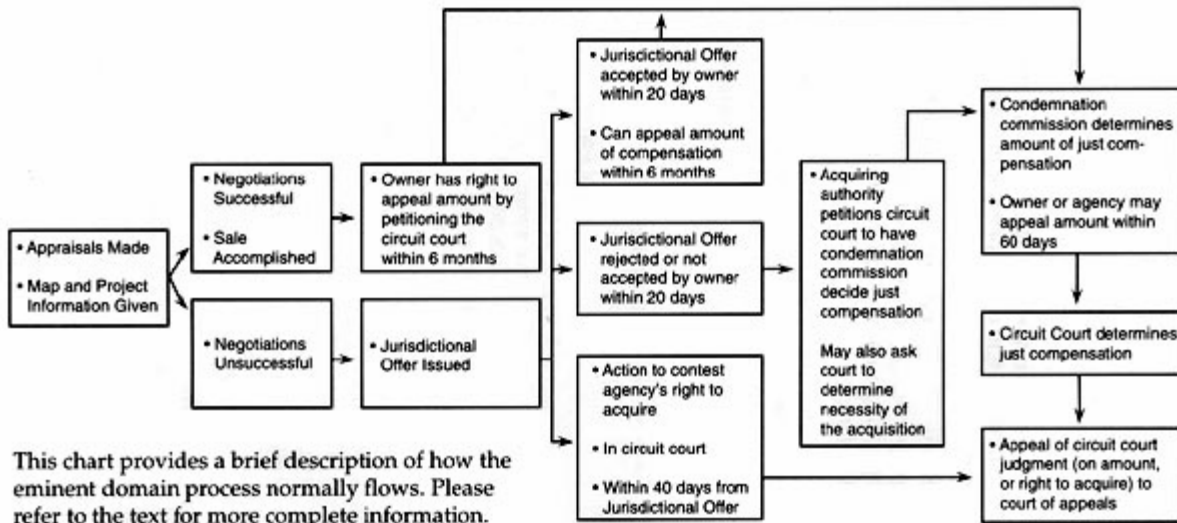 • Appraisals Made
• Map and Project
Information Given
• Negotiations
Successful
• Sale
Accomplished
• Negotiations
Unsuccessful
• Owner has right to
appeal amount by
petitioning the
circuit court
within 6 months
• Jurisdictional
Offer Issued
• Juriscictional Offer
accepted by owner
within 20 days
• Can appeal amount
of compensation
within 6 months
• Jurisdictional Offer
rejected or not
accepted by owner
within 20 days
• Action to contest
agency's right to
acquire
• In circuit court
• Within 40 days from
Jurisdictional Offer
• Acquiring
authority
petitions circuit
court to have
condemnation
commission
decide just
compensation
May also ask
court to
determine
necessity of
the acquisition
• Condemnation
commission determines
amount of just com-
pensation
• Owner or agency may
appeal amount within
60 days
• Circuit Court determines
just compensation
• Appeal of circuit court
judgment (on amount,
or right to acquire) to
court of appeals
This chart provides a brief description of how the
eminent domain process normally flows. Please
refer to the text for more complete information.